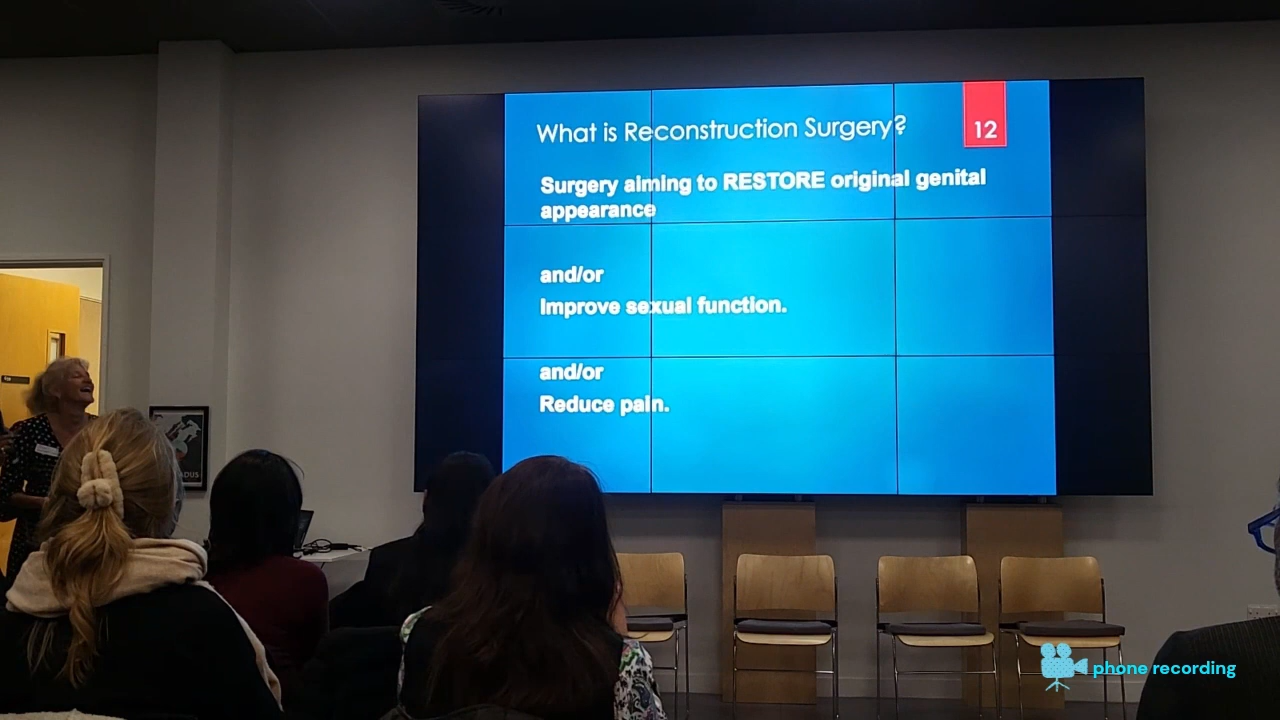 What is Reconstruction Surgery?
12
Surgery aiming to RESTORE original genital
appearance
and/or
Improve sexual function.
and/or
Reduce pain.
phone recording